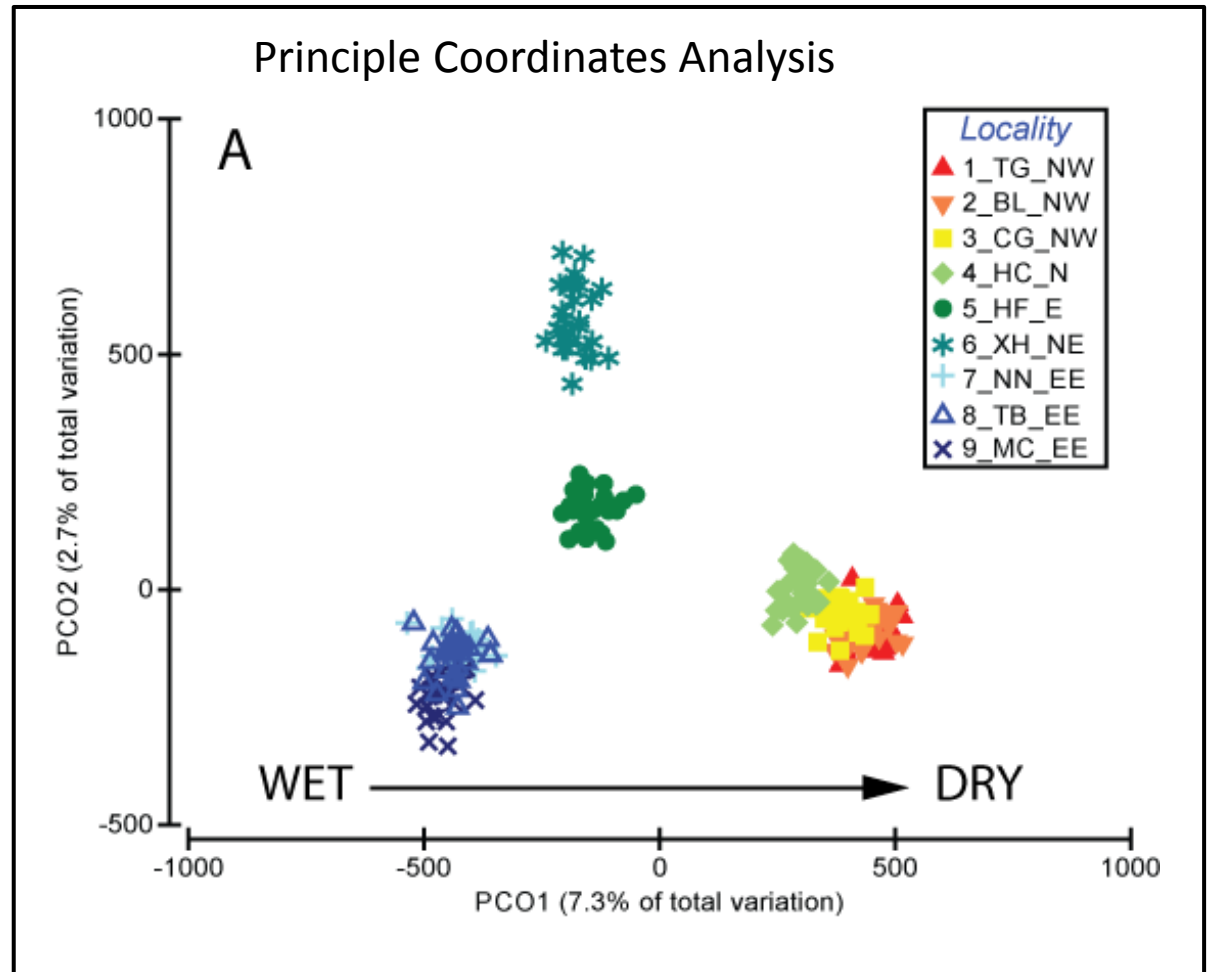 Principle Coordinates Analysis
A
Locality
1_TG_NW
2_BL_NW
3_CG_NW
4_HC_N
5_HF_E
6_XH_NE
7_NN_EE
8_TB_EE
9_MC_EE
1000
500
0
-500
PCO2 (2.7% of total variation)
WET
DRY
-1000
-500
0
500
1000
PCO1 (7.3% of total variation)